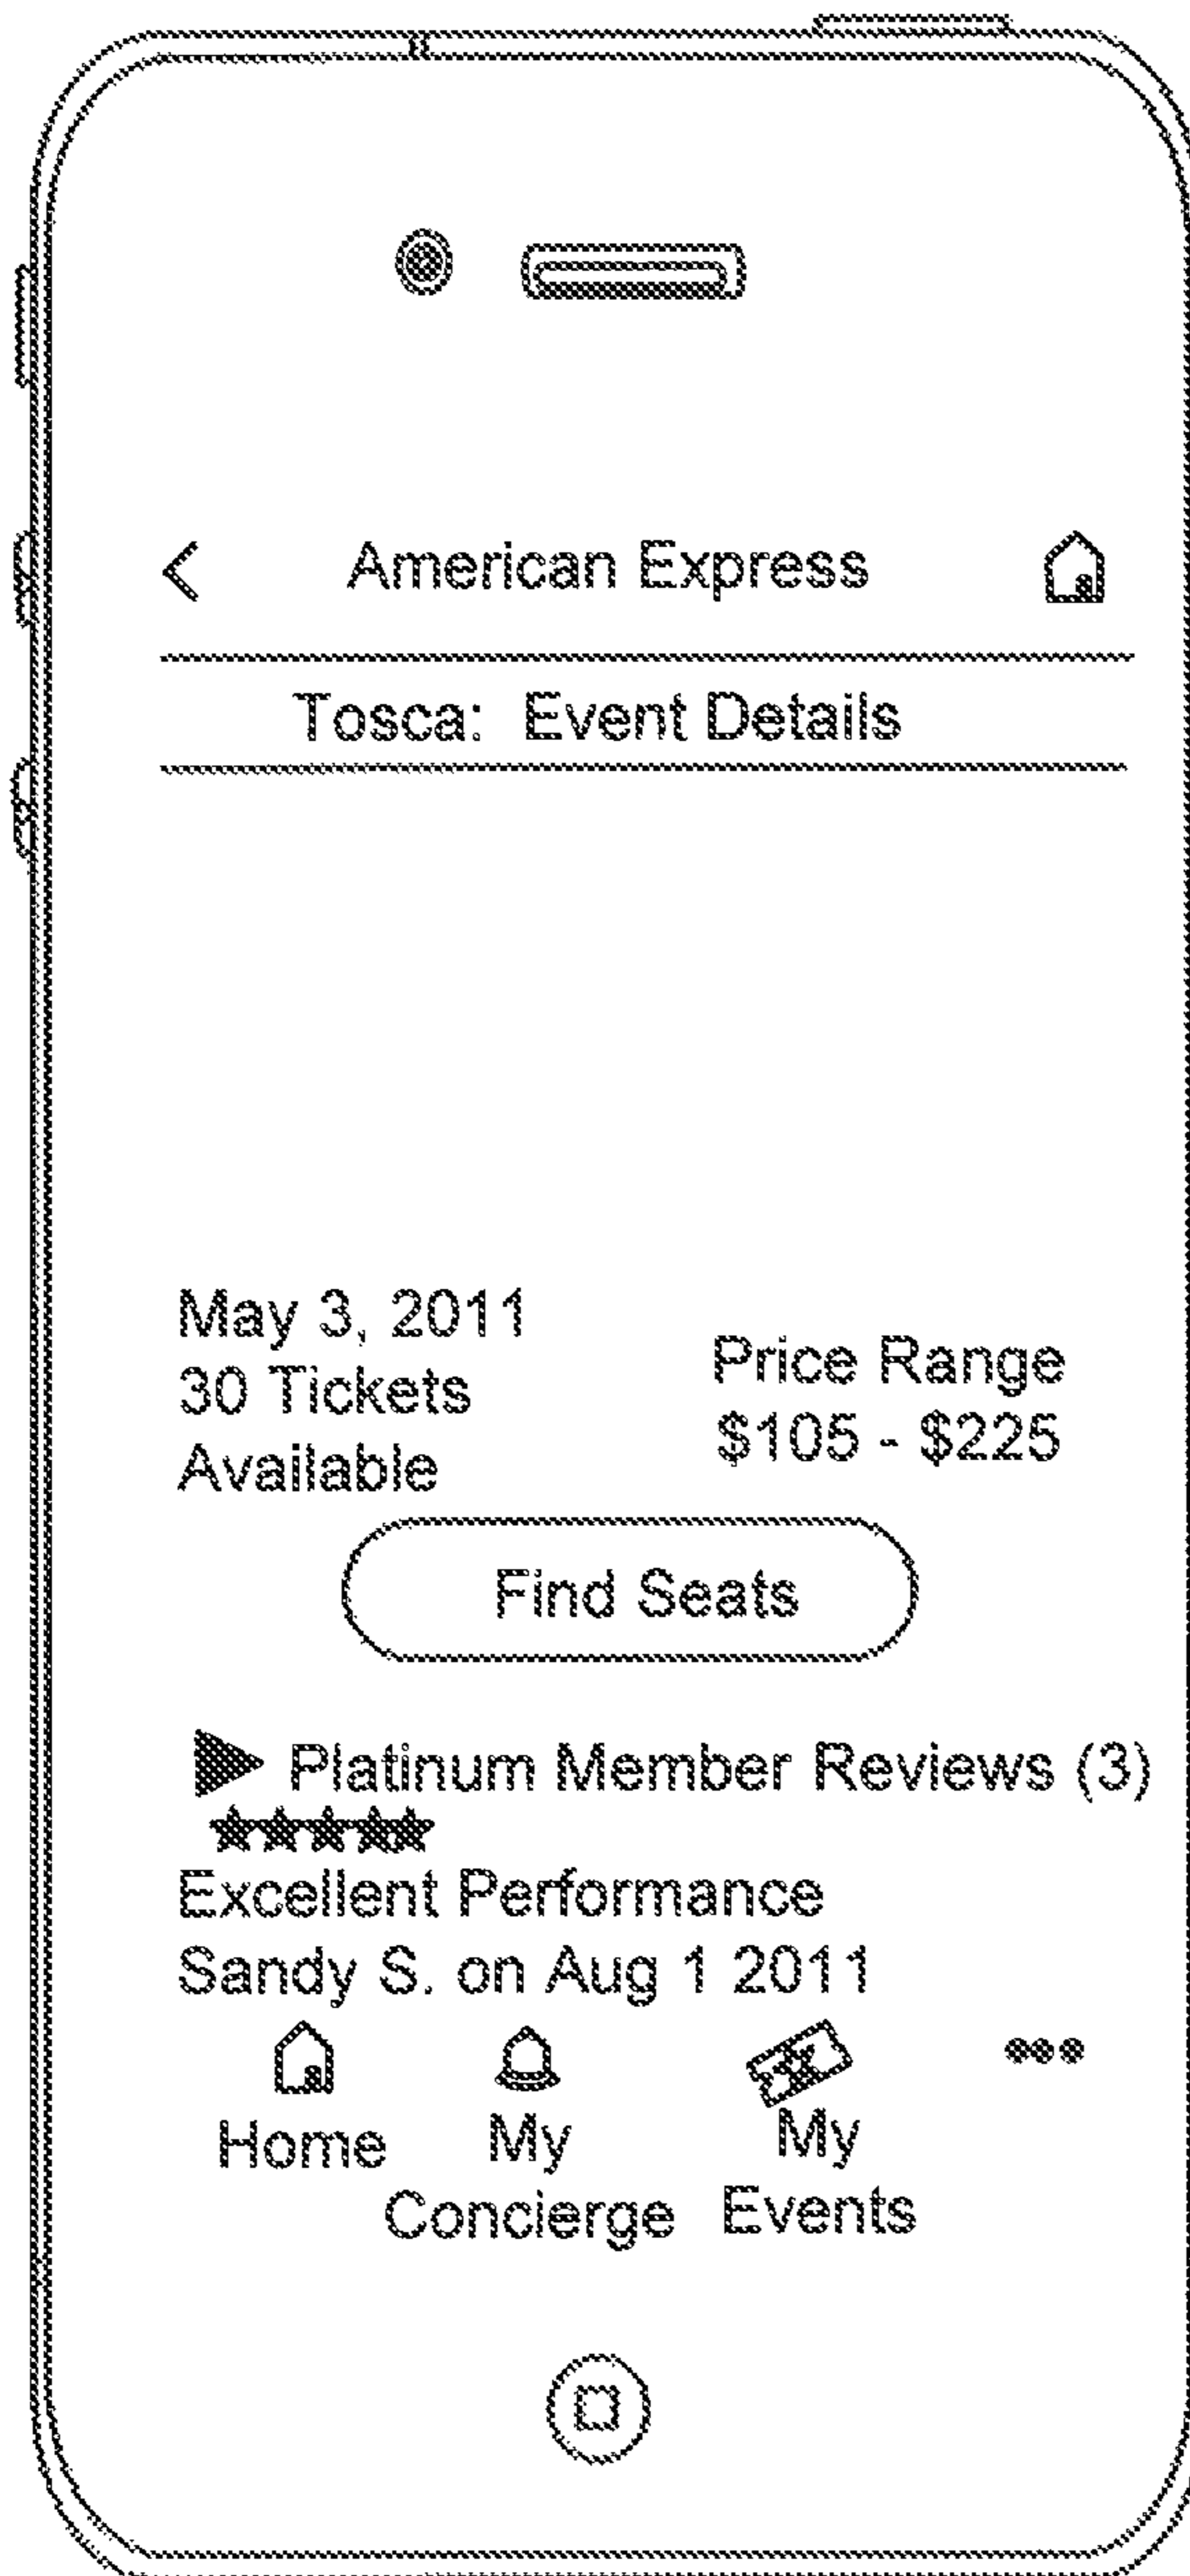 American Express
Tosca: Event Details
May 3, 2011
30 Tickets
Available
Price Range
$105 - $225
Find Seats
Platinum Member Reviews (3)
Excellent Performance
Sandy S. on Aug 1 2011
Home
My
Concierge
My
Events